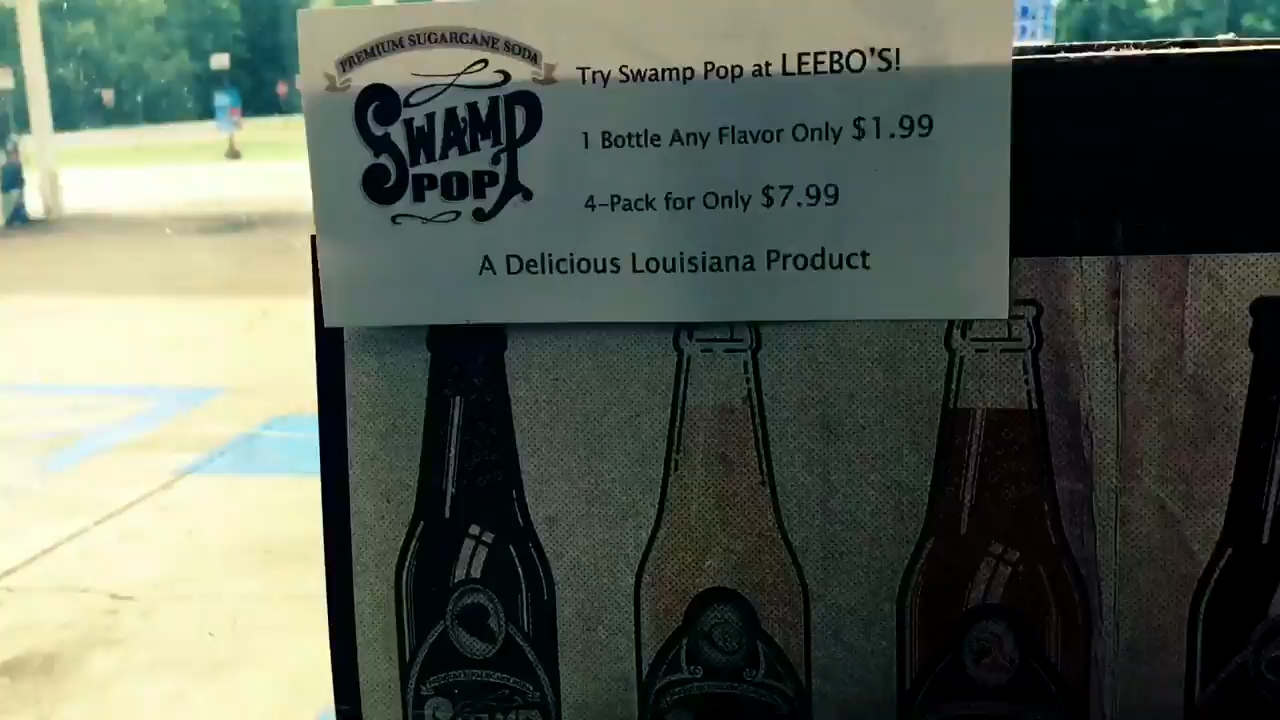 PREMIUM SUGARCANE SODA
SWAMP
POP
Try Swamp Pop at LEEBO'S!
1 Bottle Any Flavor Only $1.99
4-Pack for Only $7.99
A Delicious Louisiana Product